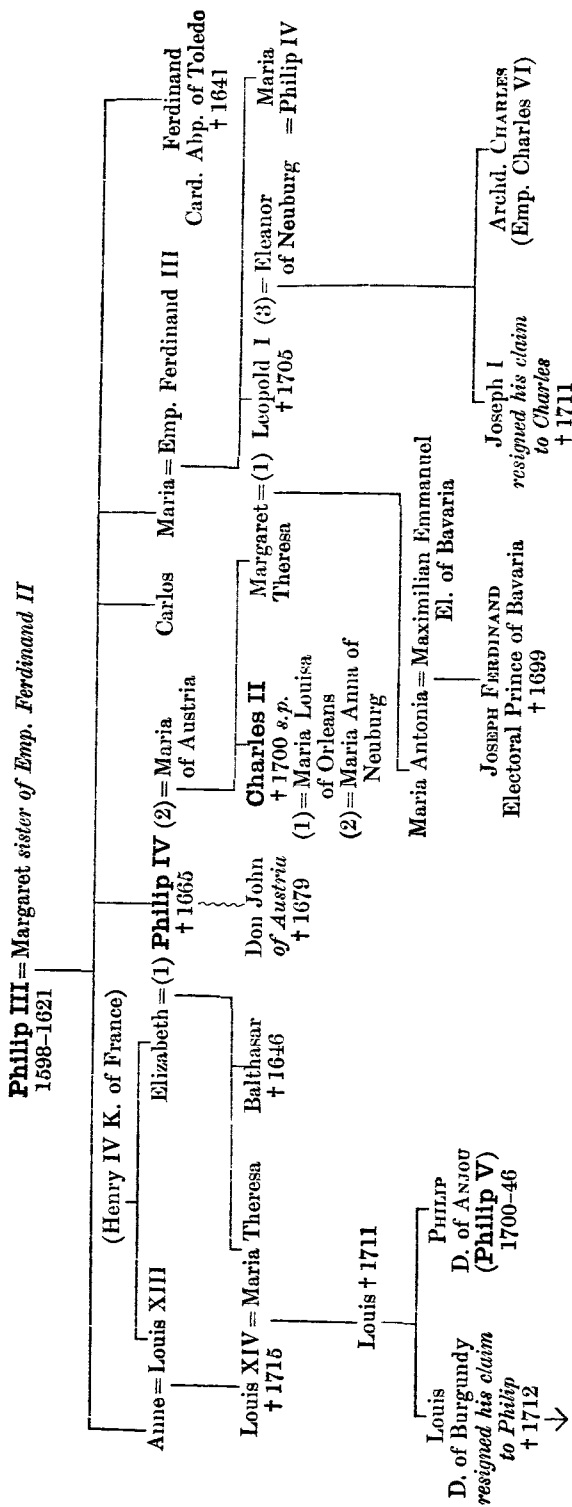 Philip III = Margaret sister of Emp. Ferdinand II
1598–1621
(Henry IV K. of France)
Anne = Louis XIII
Elizabeth = (1) Philip IV (2) = Maria
† 1665
of Austria
Carlos
Maria = Emp. Ferdinand III
Ferdinand
Card. Abp. of Toledo
† 1641
Louis XIV = Maria Theresa
† 1715
Balthasar
† 1646
Don John
of Austria
† 1679
Charles II
† 1700 s.p.
(1) = Maria Louisa
of Orleans
(2) = Maria Anna of
Neuburg
Margaret = (1) Leopold I (3) = Eleanor
Theresa
† 1705
of Neuburg
Maria
= Philip IV
Louis † 1711
Maria Antonia = Maximilian Emmanuel
El. of Bavaria
Louis
D. of Burgundy
resigned his claim
to Philip
† 1712
Philip
D. of Anjou
(Philip V)
1700–46
Joseph Ferdinand
Electoral Prince of Bavaria
† 1699
Joseph I
resigned his claim
to Charles
† 1711
Archd. Charles
(Emp. Charles VI)